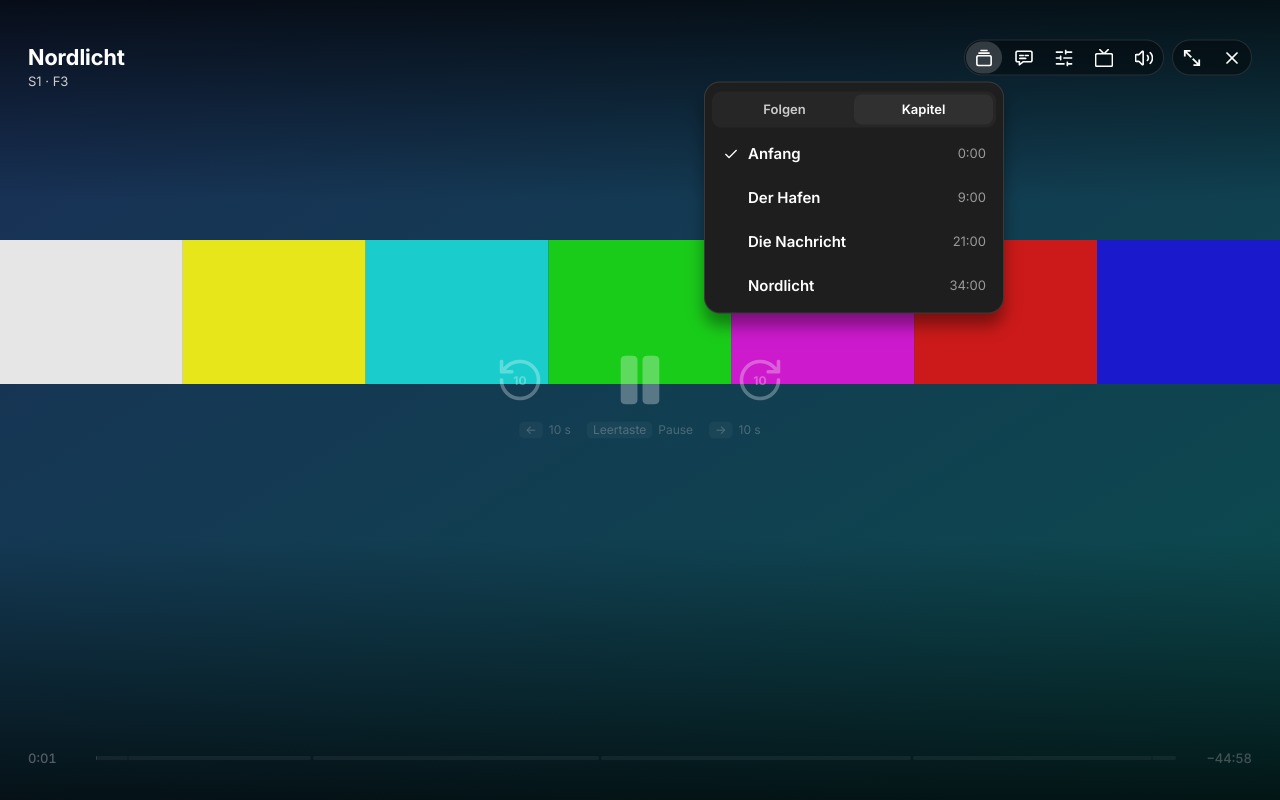 Nordlicht
S1 · F3
Folgen Kapitel
Anfang 0:00
Der Hafen 9:00
Die Nachricht 21:00
Nordlicht 34:00
10 10
← 10 s Leertaste Pause → 10 s
0:01 −44:58